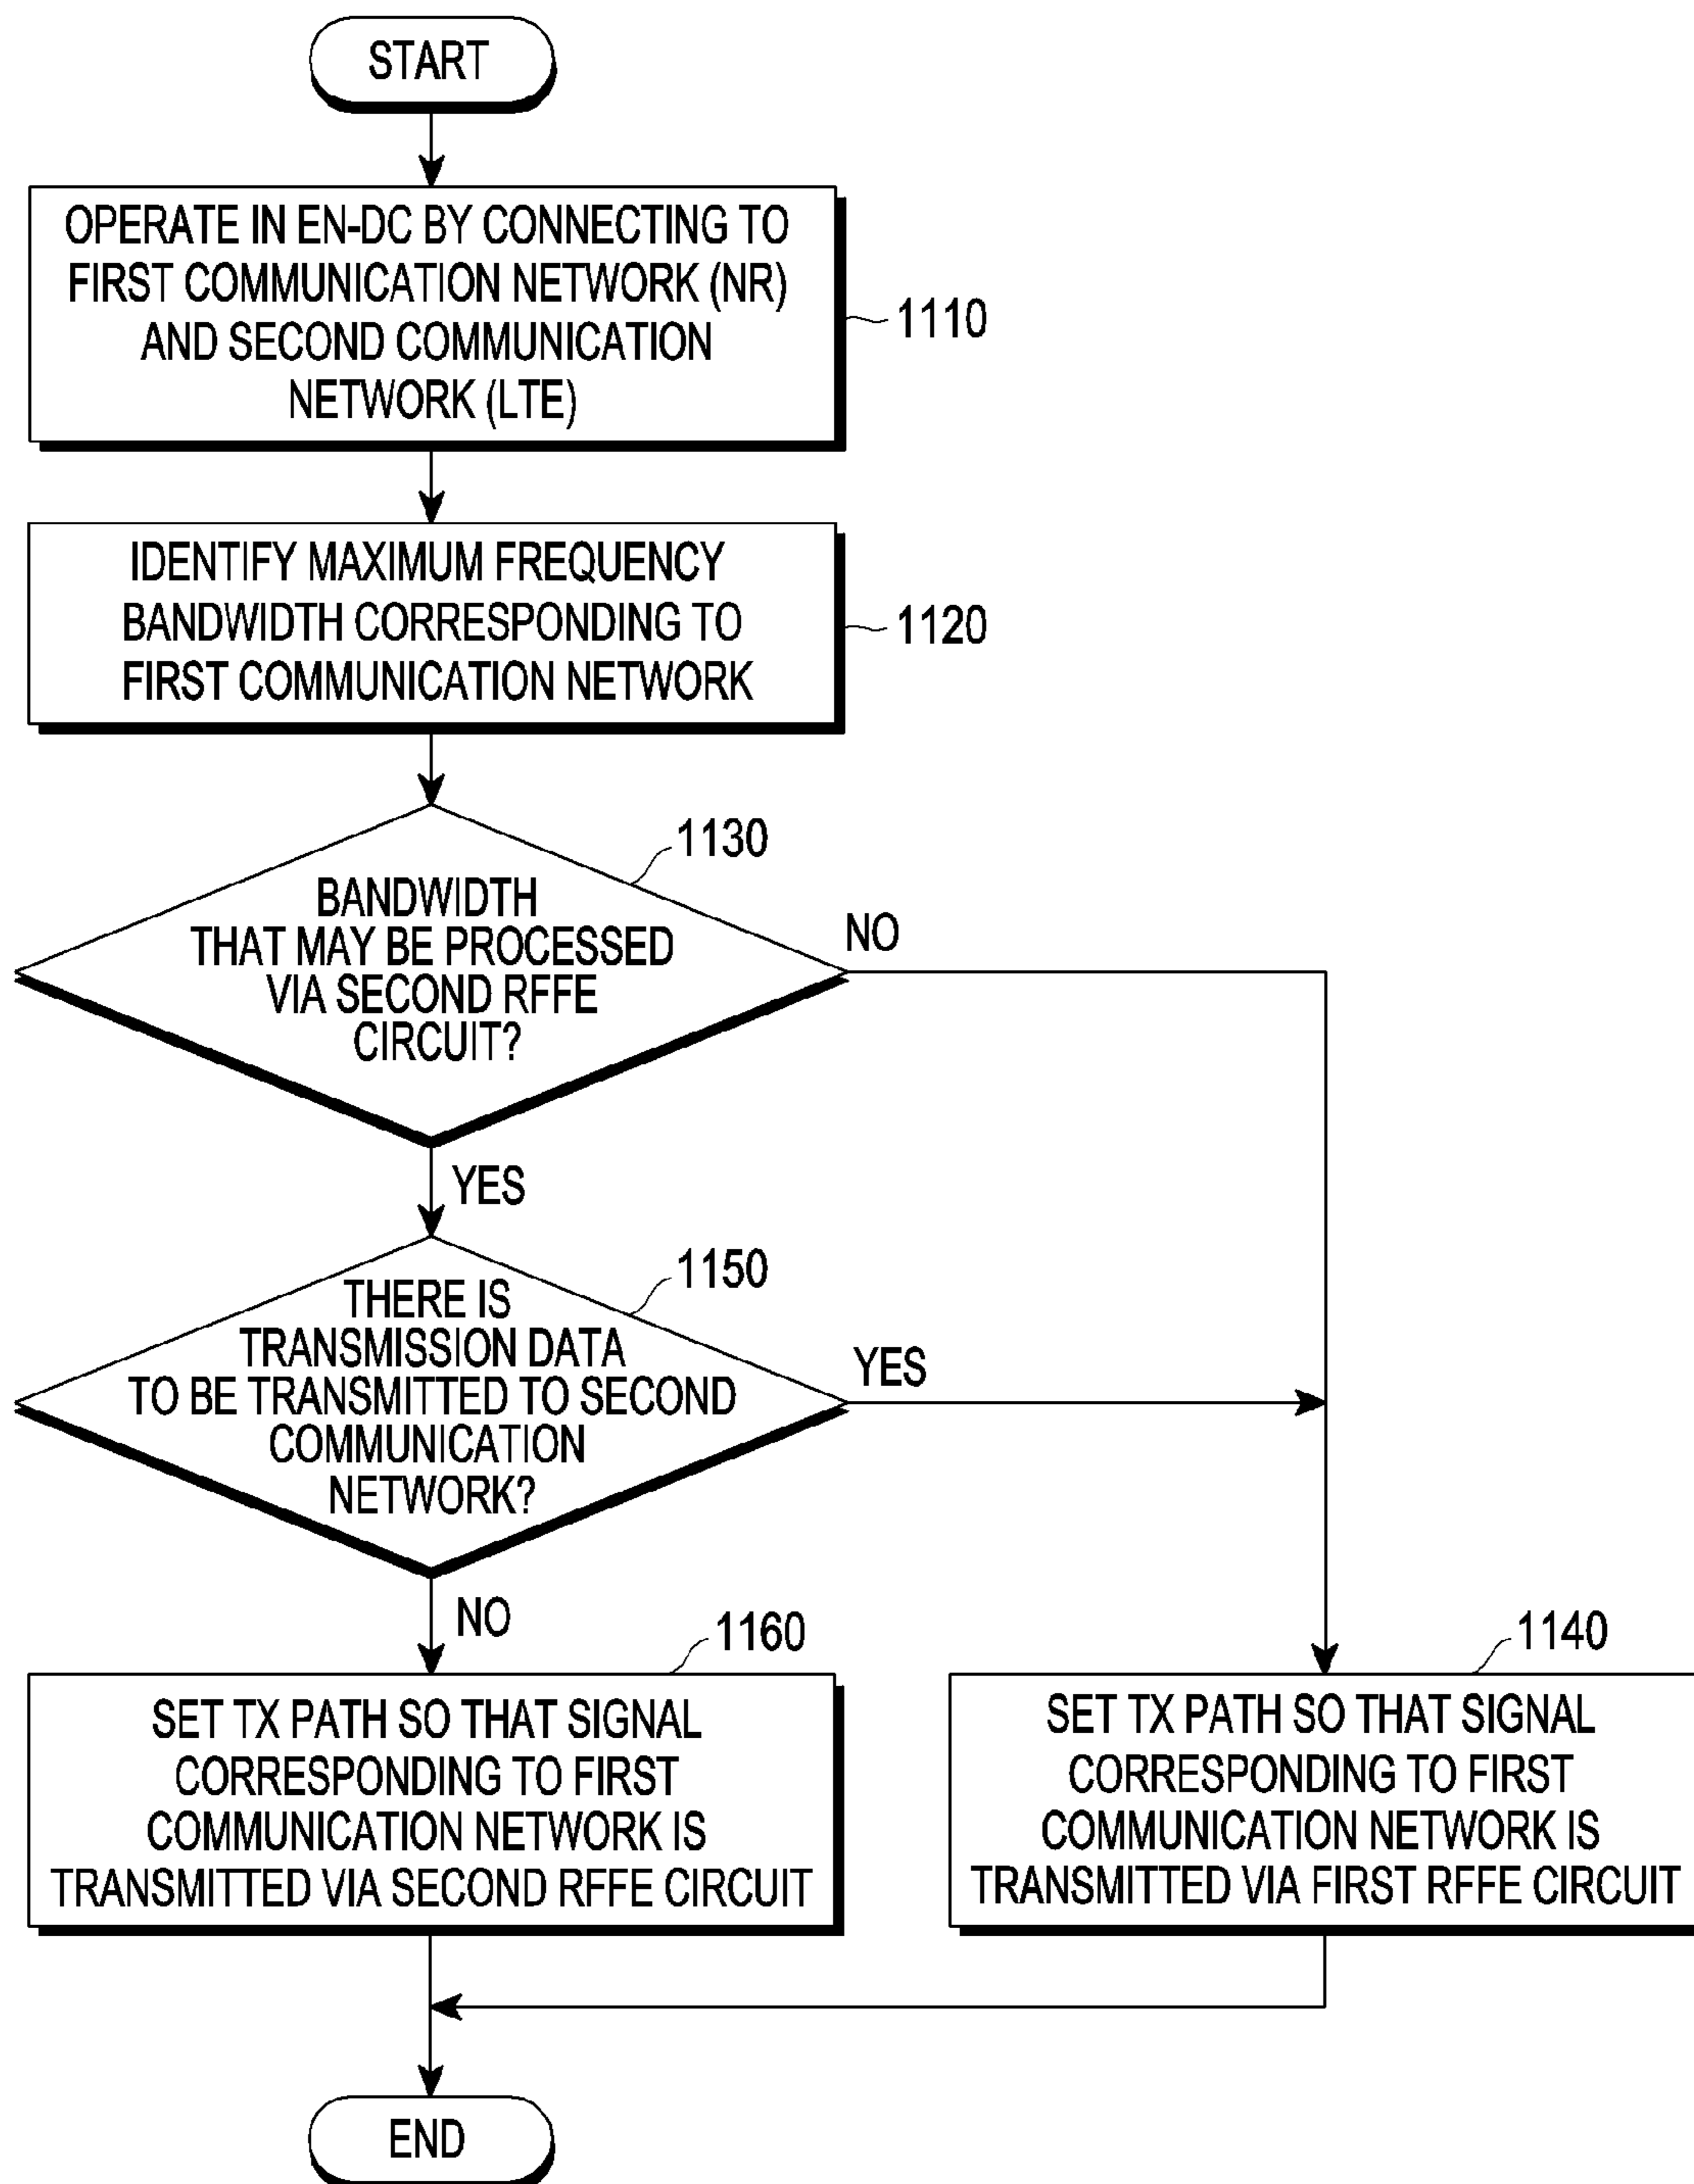 START
OPERATE IN EN-DC BY CONNECTING TO
FIRST COMMUNICATION NETWORK (NR)
AND SECOND COMMUNICATION
NETWORK (LTE)
1110
IDENTIFY MAXIMUM FREQUENCY
BANDWIDTH CORRESPONDING TO
FIRST COMMUNICATION NETWORK
1120
1130
BANDWIDTH
THAT MAY BE PROCESSED
VIA SECOND RFFE
CIRCUIT?
NO
YES
1150
THERE IS
TRANSMISSION DATA
TO BE TRANSMITTED TO SECOND
COMMUNICATION
NETWORK?
YES
NO
1160
SET TX PATH SO THAT SIGNAL
CORRESPONDING TO FIRST
COMMUNICATION NETWORK IS
TRANSMITTED VIA SECOND RFFE CIRCUIT
1140
SET TX PATH SO THAT SIGNAL
CORRESPONDING TO FIRST
COMMUNICATION NETWORK IS
TRANSMITTED VIA FIRST RFFE CIRCUIT
END